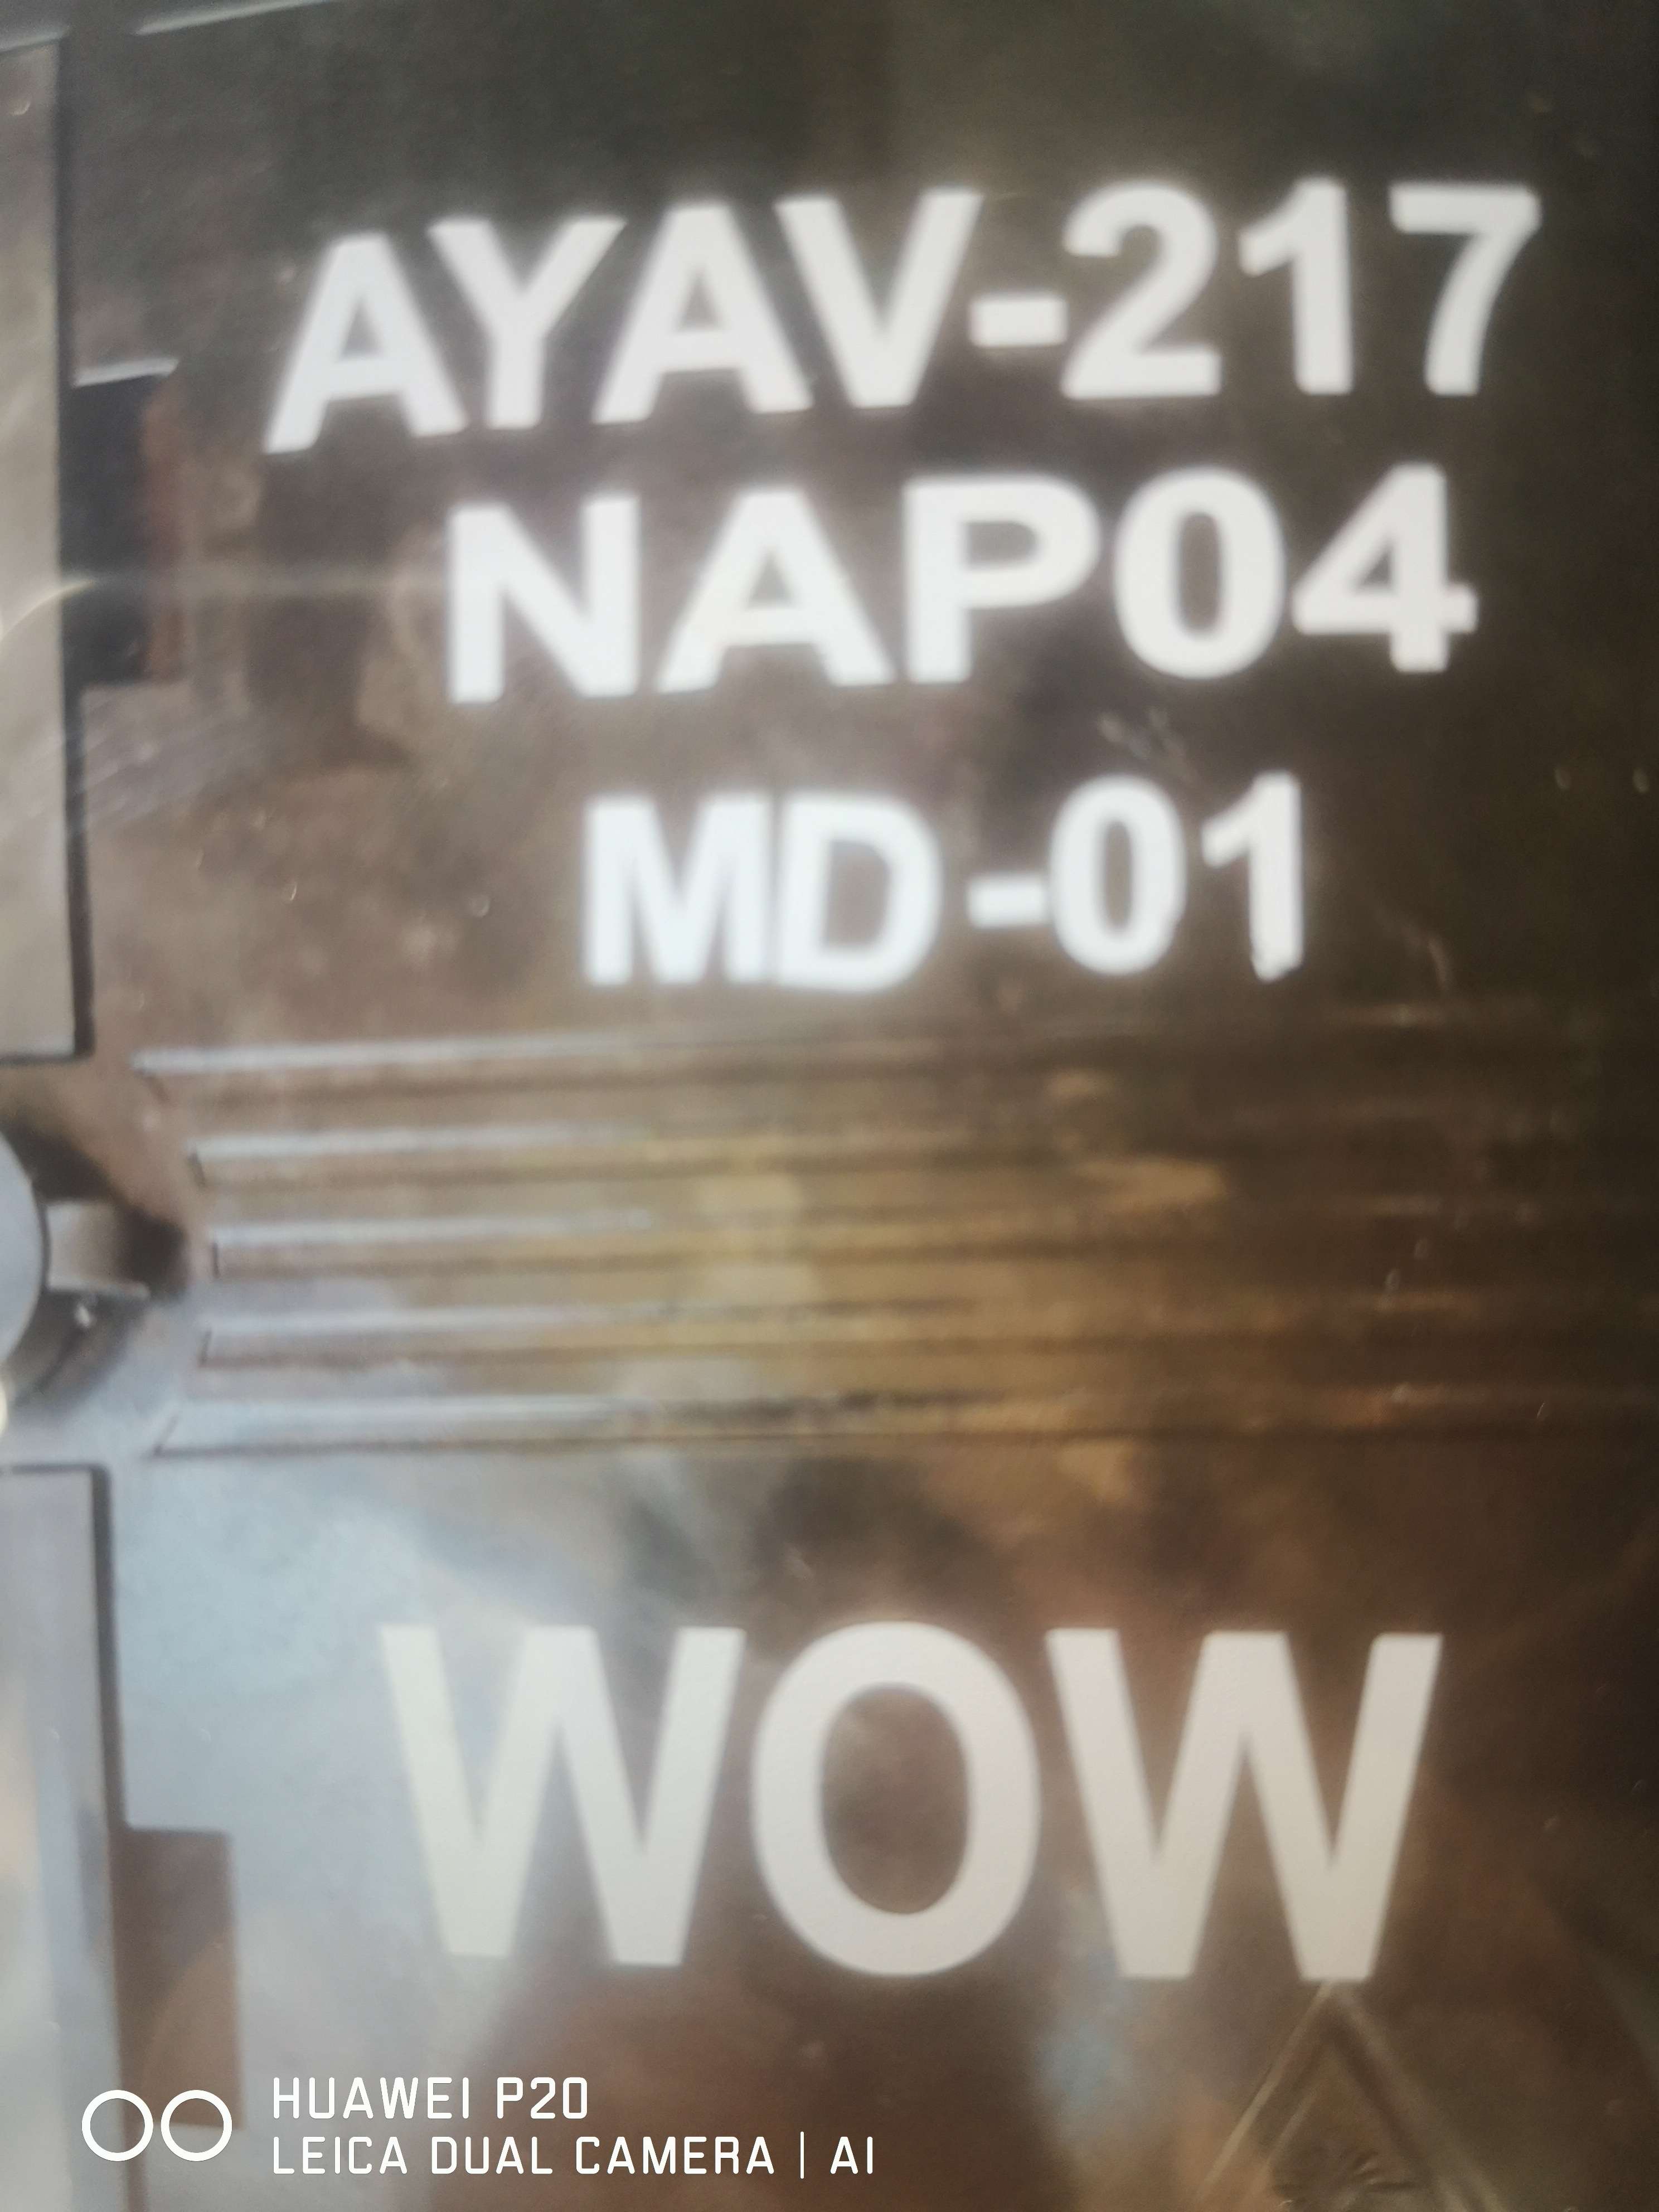 AYAV-217
NAP04
MD-01
WOW
HUAWEI P20
LEICA DUAL CAMERA | AI